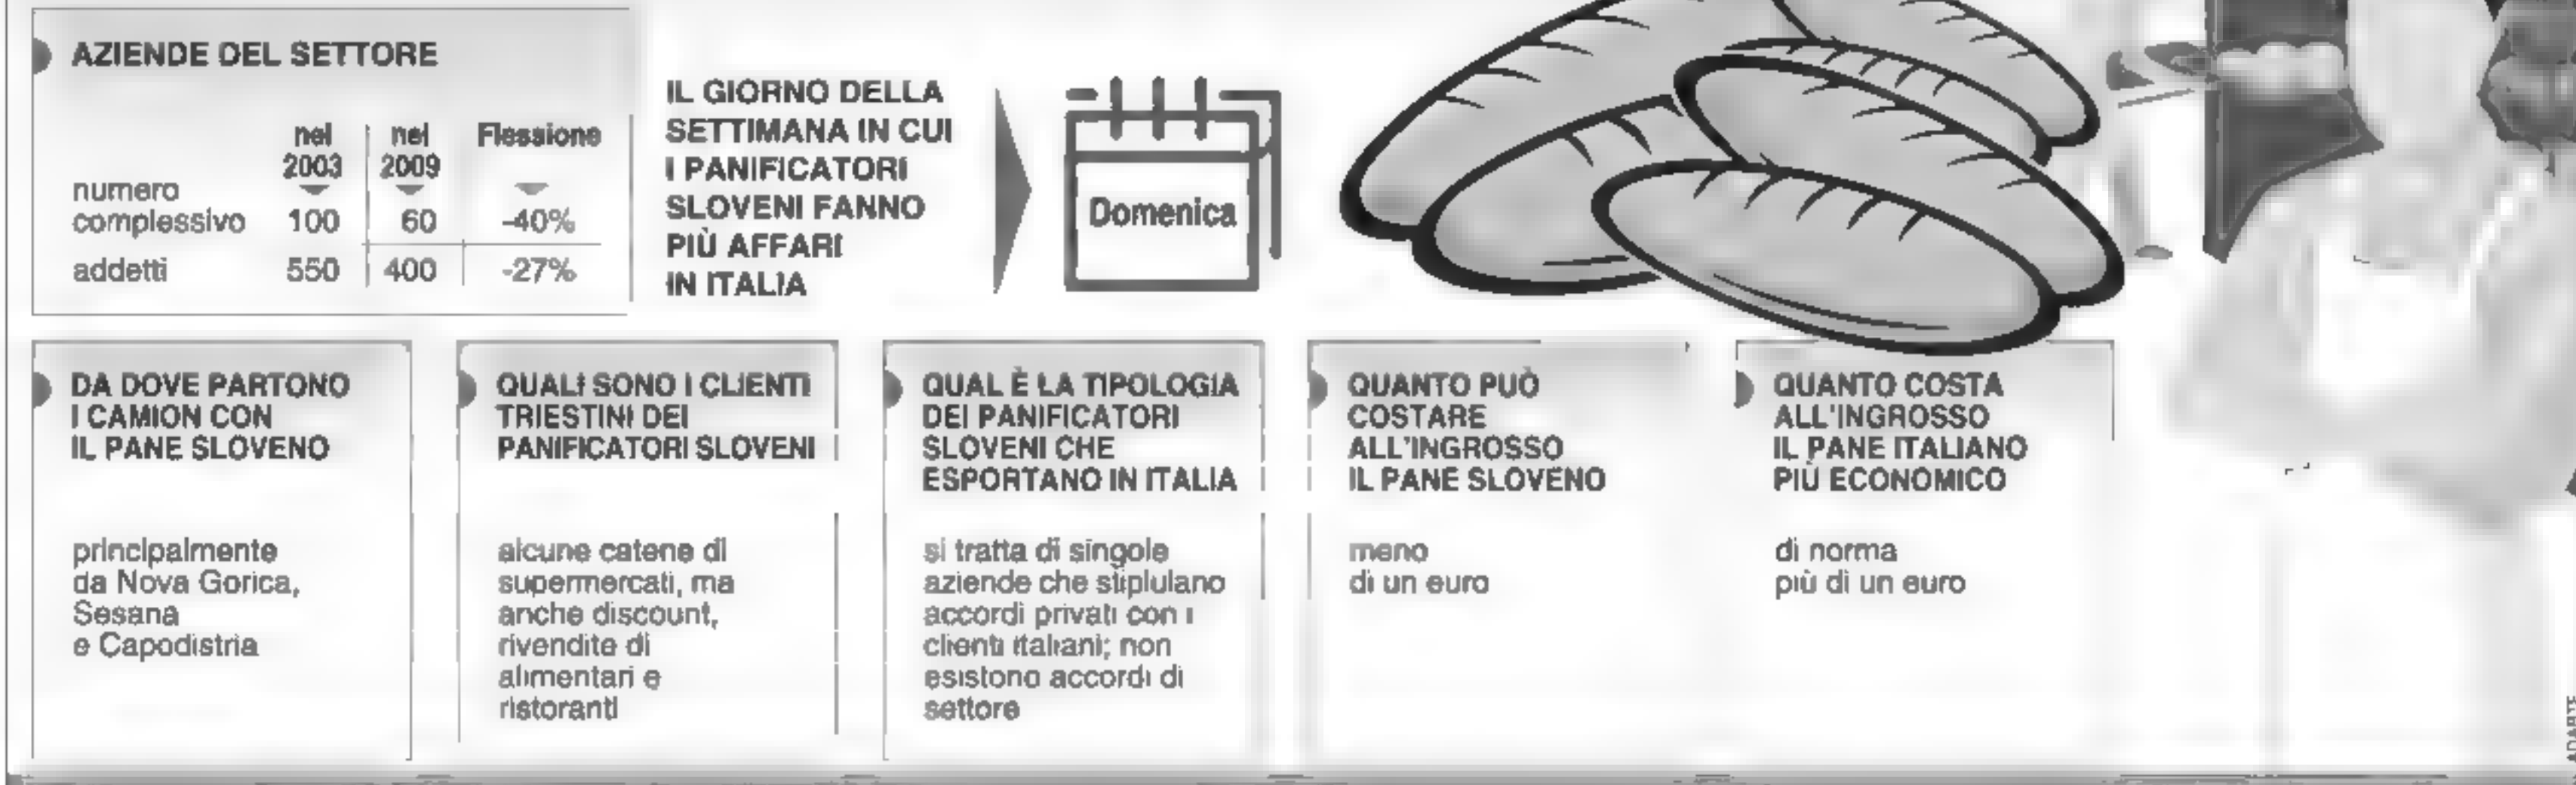 AZIENDE DEL SETTORE
nel nel Flessione
2003 2009
numero
complessivo 100 60 -40%
addetti 550 400 -27%
IL GIORNO DELLA
SETTIMANA IN CUI
I PANIFICATORI
SLOVENI FANNO
PIÙ AFFARI
IN ITALIA
Domenica
DA DOVE PARTONO
I CAMION CON
IL PANE SLOVENO
principalmente
da Nova Gorica,
Sesana
e Capodistria
QUALI SONO I CLIENTI
TRIESTINI DEI
PANIFICATORI SLOVENI
alcune catene di
supermercati, ma
anche discount,
rivendite di
alimentari e
ristoranti
QUAL È LA TIPOLOGIA
DEI PANIFICATORI
SLOVENI CHE
ESPORTANO IN ITALIA
si tratta di singole
aziende che stiplulano
accordi privati con i
clienti italiani; non
esistono accordi di
settore
QUANTO PUÒ
COSTARE
ALL'INGROSSO
IL PANE SLOVENO
meno
di un euro
QUANTO COSTA
ALL'INGROSSO
IL PANE ITALIANO
PIÙ ECONOMICO
di norma
più di un euro